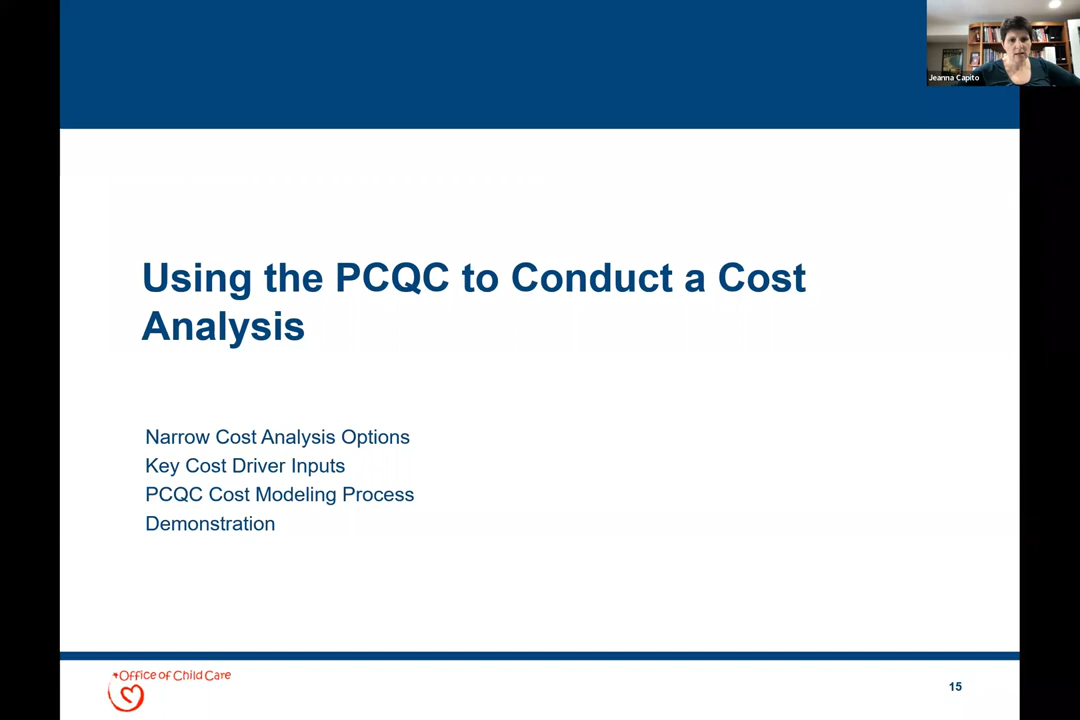 Jeanna Capito
Using the PCQC to Conduct a Cost
Analysis
Narrow Cost Analysis Options
Key Cost Driver Inputs
PCQC Cost Modeling Process
Demonstration
Office of Child Care
15